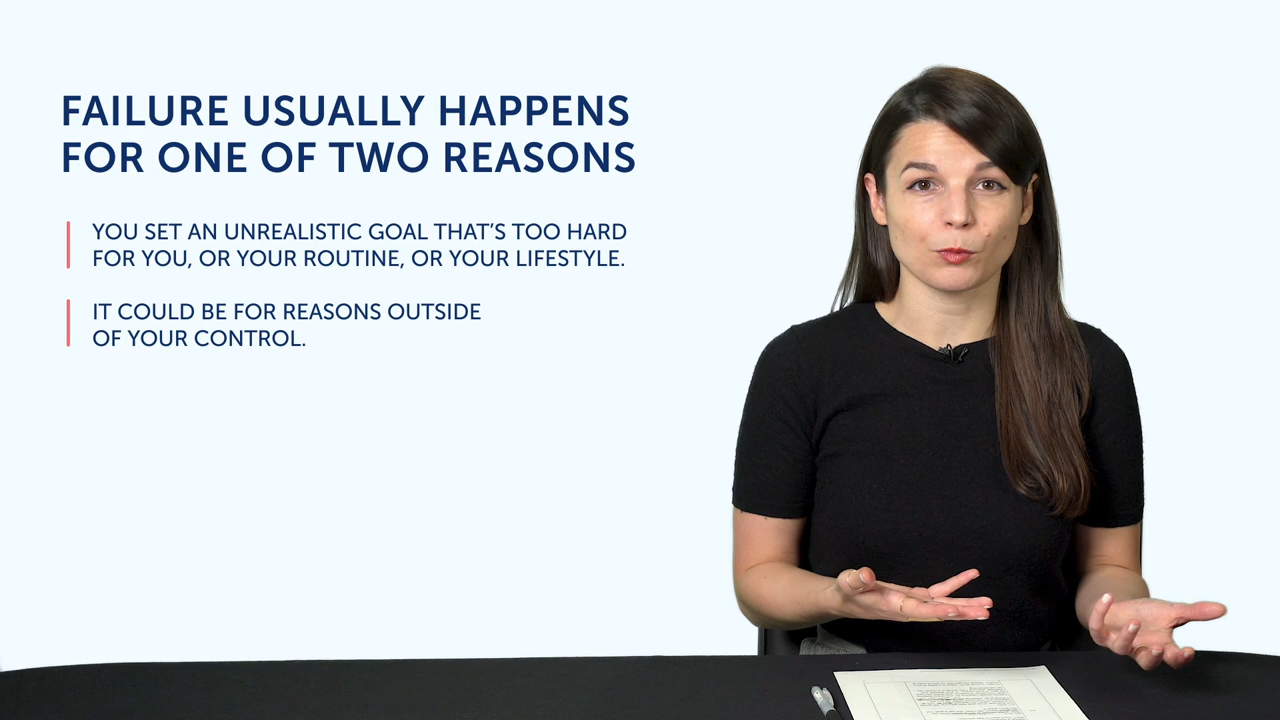 FAILURE USUALLY HAPPENS
FOR ONE OF TWO REASONS
YOU SET AN UNREALISTIC GOAL THAT'S TOO HARD
FOR YOU, OR YOUR ROUTINE, OR YOUR LIFESTYLE.
IT COULD BE FOR REASONS OUTSIDE
OF YOUR CONTROL.